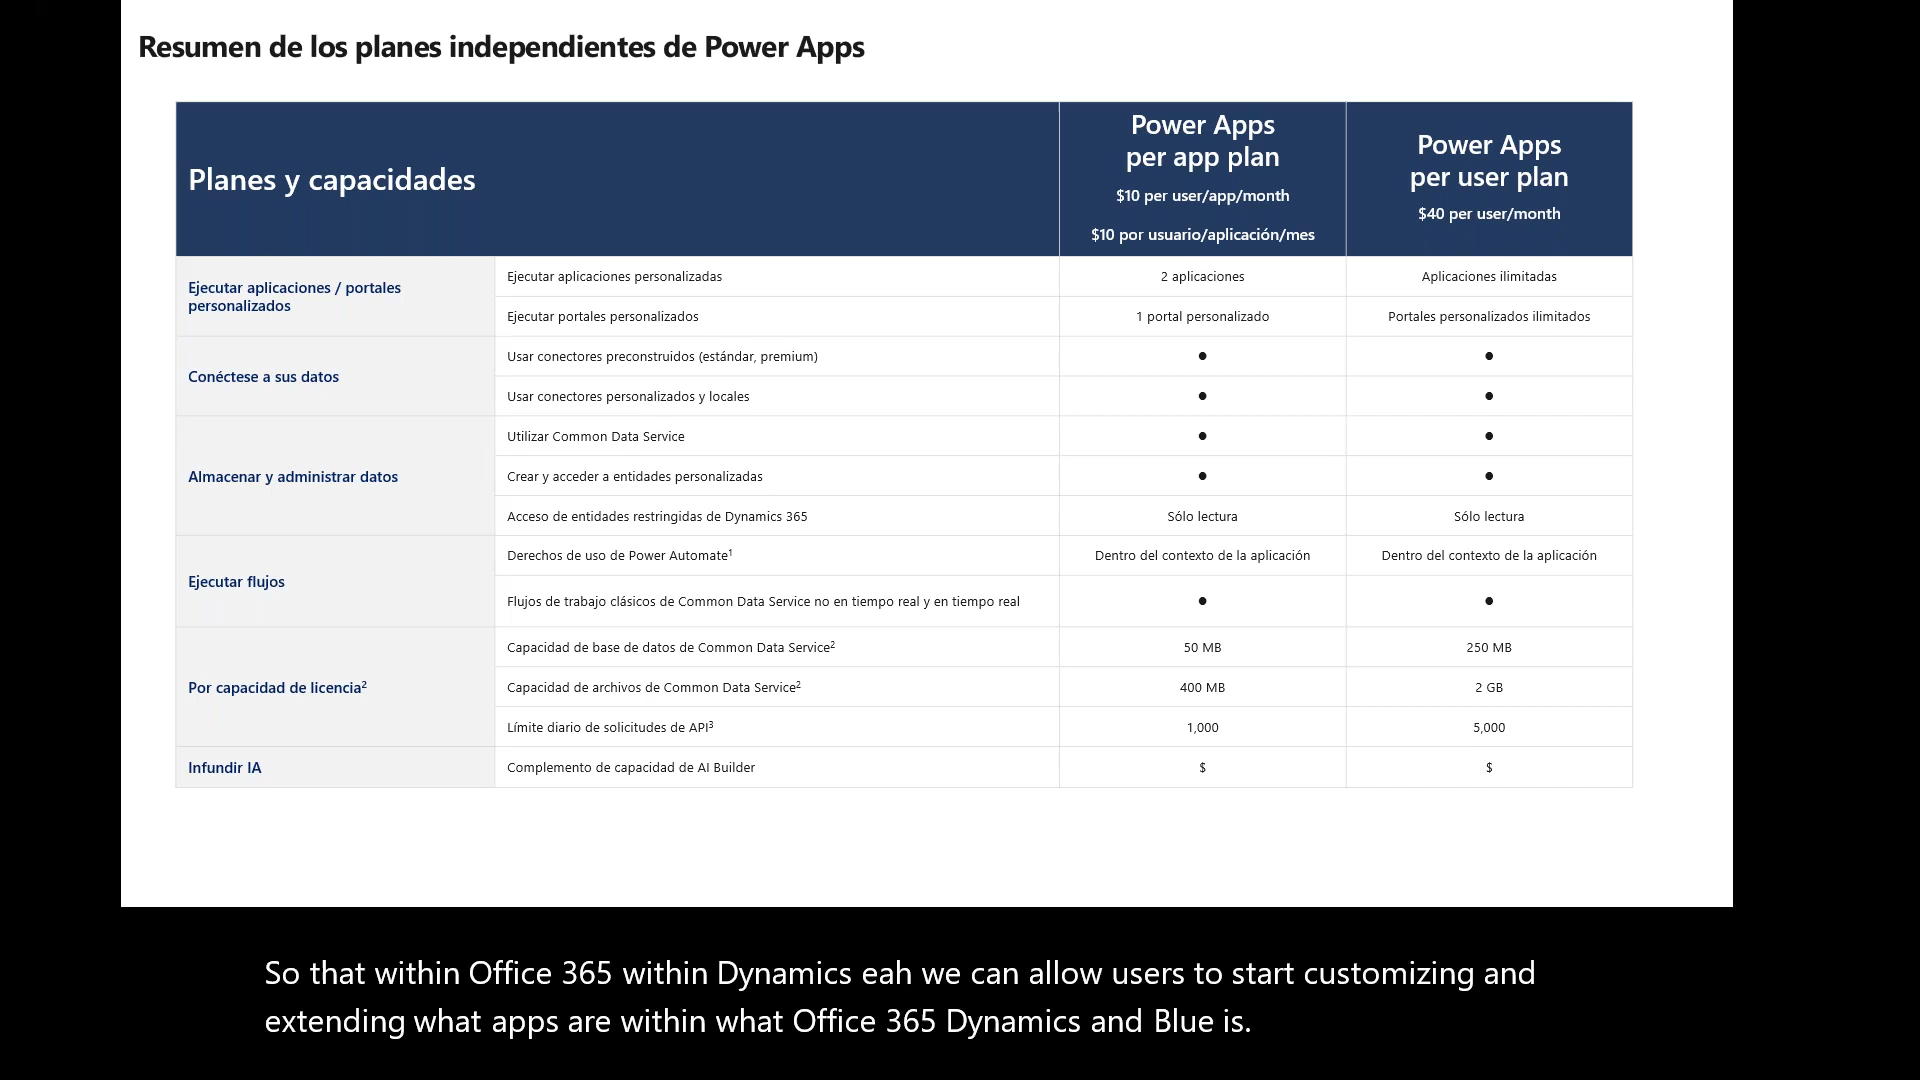 Resumen de los planes independientes de Power Apps
Planes y capacidades
Power Apps
per app plan
$10 per user/app/month
$10 por usuario/aplicación/mes
Power Apps
per user plan
$40 per user/month
Ejecutar aplicaciones / portales
personalizados
Ejecutar aplicaciones personalizadas
2 aplicaciones
Aplicaciones ilimitadas
Ejecutar portales personalizados
1 portal personalizado
Portales personalizados ilimitados
Conéctese a sus datos
Usar conectores preconstruidos (estándar, premium)
●
●
Usar conectores personalizados y locales
●
●
Almacenar y administrar datos
Utilizar Common Data Service
●
●
Crear y acceder a entidades personalizadas
●
●
Acceso de entidades restringidas de Dynamics 365
Sólo lectura
Sólo lectura
Ejecutar flujos
Derechos de uso de Power Automate¹
Dentro del contexto de la aplicación
Dentro del contexto de la aplicación
Flujos de trabajo clásicos de Common Data Service no en tiempo real y en tiempo real
●
●
Por capacidad de licencia²
Capacidad de base de datos de Common Data Service²
50 MB
250 MB
Capacidad de archivos de Common Data Service²
400 MB
2 GB
Límite diario de solicitudes de API³
1,000
5,000
Infundir IA
Complemento de capacidad de AI Builder
$
$
So that within Office 365 within Dynamics eah we can allow users to start customizing and
extending what apps are within what Office 365 Dynamics and Blue is.